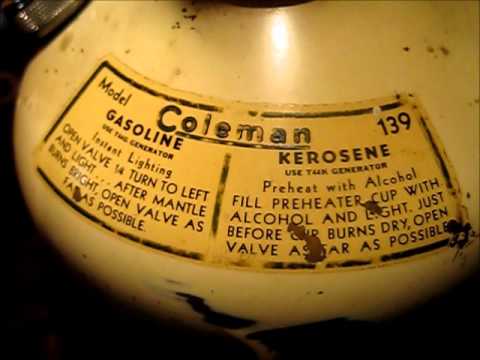 Model Coleman 139
GASOLINE
USE T41G GENERATOR
Instant Lighting
OPEN VALVE ¼ TURN TO LEFT
AND LIGHT... AFTER MANTLE
BURNS BRIGHT, OPEN VALVE AS
FAR AS POSSIBLE.
KEROSENE
USE T44K GENERATOR
Preheat with Alcohol
FILL PREHEATER CUP WITH
ALCOHOL AND LIGHT. JUST
BEFORE CUP BURNS DRY, OPEN
VALVE AS FAR AS POSSIBLE.